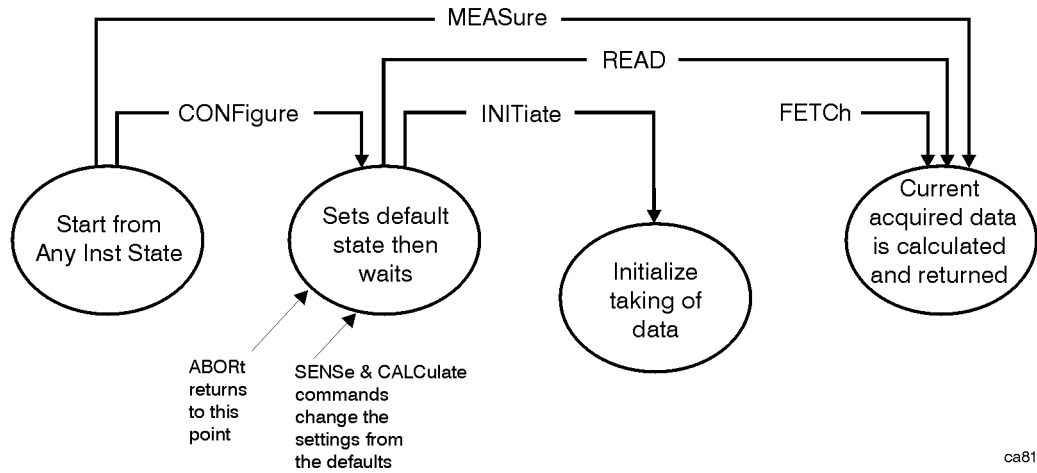 MEASure
READ
CONFigure
INITiate
FETCh
Start from
Any Inst State
Sets default
state then
waits
Initialize
taking of
data
Current
acquired data
is calculated
and returned
ABORt
returns
to this
point
SENSe & CALCulate
commands
change the
settings from
the defaults
ca81